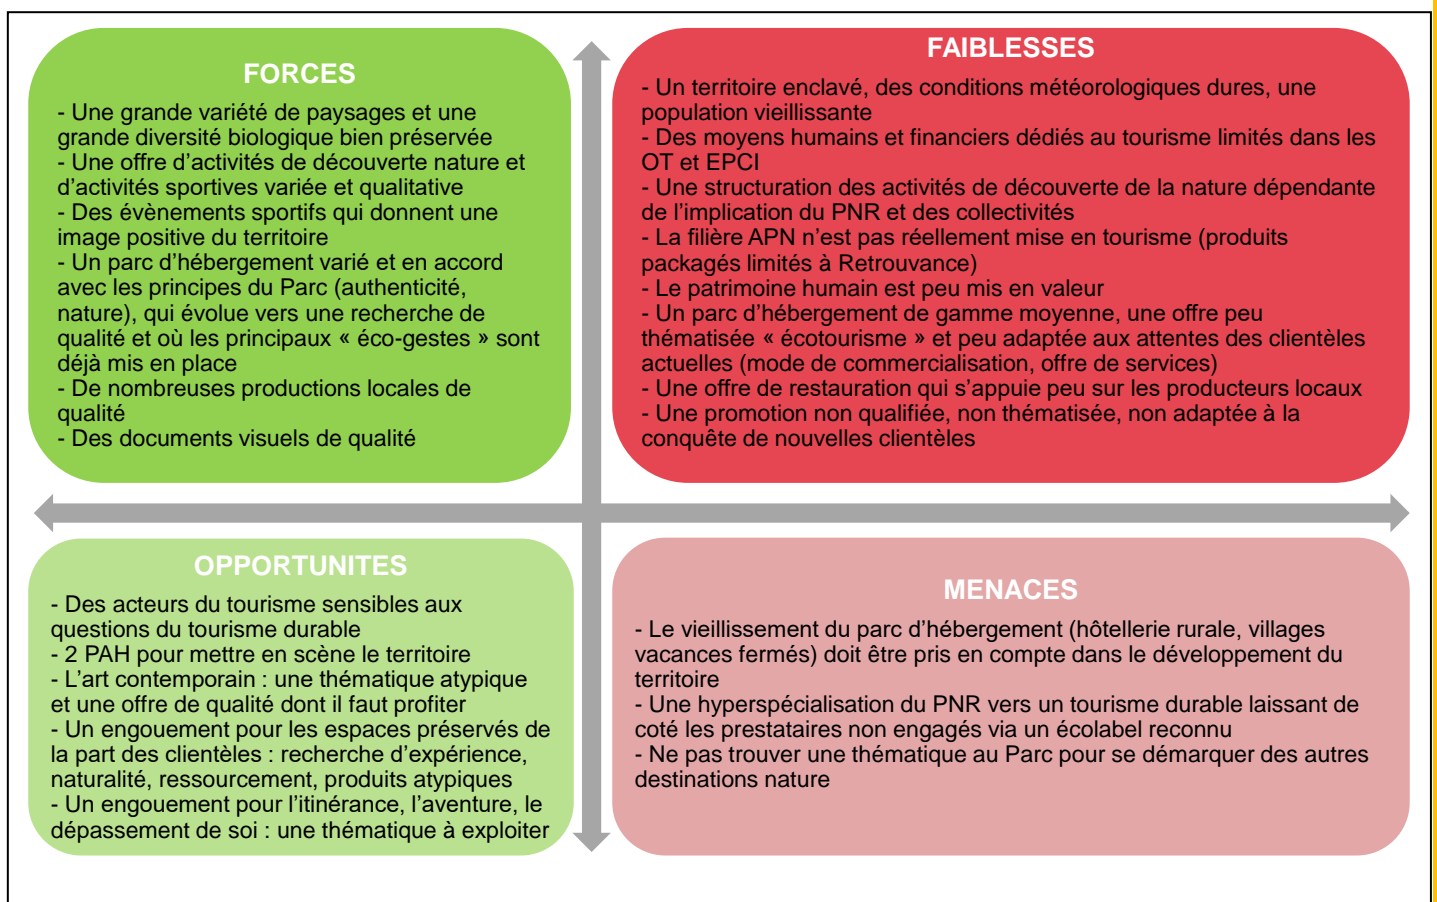 FORCES
- Une grande variété de paysages et une
grande diversité biologique bien préservée
- Une offre d’activités de découverte nature et
d’activités sportives variée et qualitative
- Des évènements sportifs qui donnent une
image positive du territoire
- Un parc d’hébergement varié et en accord
avec les principes du Parc (authenticité,
nature), qui évolue vers une recherche de
qualité et où les principaux « éco-gestes » sont
déjà mis en place
- De nombreuses productions locales de
qualité
- Des documents visuels de qualité
FAIBLESSES
- Un territoire enclavé, des conditions météorologiques dures, une
population vieillissante
- Des moyens humains et financiers dédiés au tourisme limités dans les
OT et EPCI
- Une structuration des activités de découverte de la nature dépendante
de l’implication du PNR et des collectivités
- La filière APN n’est pas réellement mise en tourisme (produits
packagés limités à Retrouvance)
- Le patrimoine humain est peu mis en valeur
- Un parc d’hébergement de gamme moyenne, une offre peu
thématisée « écotourisme » et peu adaptée aux attentes des clientèles
actuelles (mode de commercialisation, offre de services)
- Une offre de restauration qui s’appuie peu sur les producteurs locaux
- Une promotion non qualifiée, non thématisée, non adaptée à la
conquête de nouvelles clientèles
OPPORTUNITES
- Des acteurs du tourisme sensibles aux
questions du tourisme durable
- 2 PAH pour mettre en scène le territoire
- L’art contemporain : une thématique atypique
et une offre de qualité dont il faut profiter
- Un engouement pour les espaces préservés de
la part des clientèles : recherche d’expérience,
naturalité, ressourcement, produits atypiques
- Un engouement pour l’itinérance, l’aventure, le
dépassement de soi : une thématique à exploiter
MENACES
- Le vieillissement du parc d’hébergement (hôtellerie rurale, villages
vacances fermés) doit être pris en compte dans le développement du
territoire
- Une hyperspécialisation du PNR vers un tourisme durable laissant de
coté les prestataires non engagés via un écolabel reconnu
- Ne pas trouver une thématique au Parc pour se démarquer des autres
destinations nature